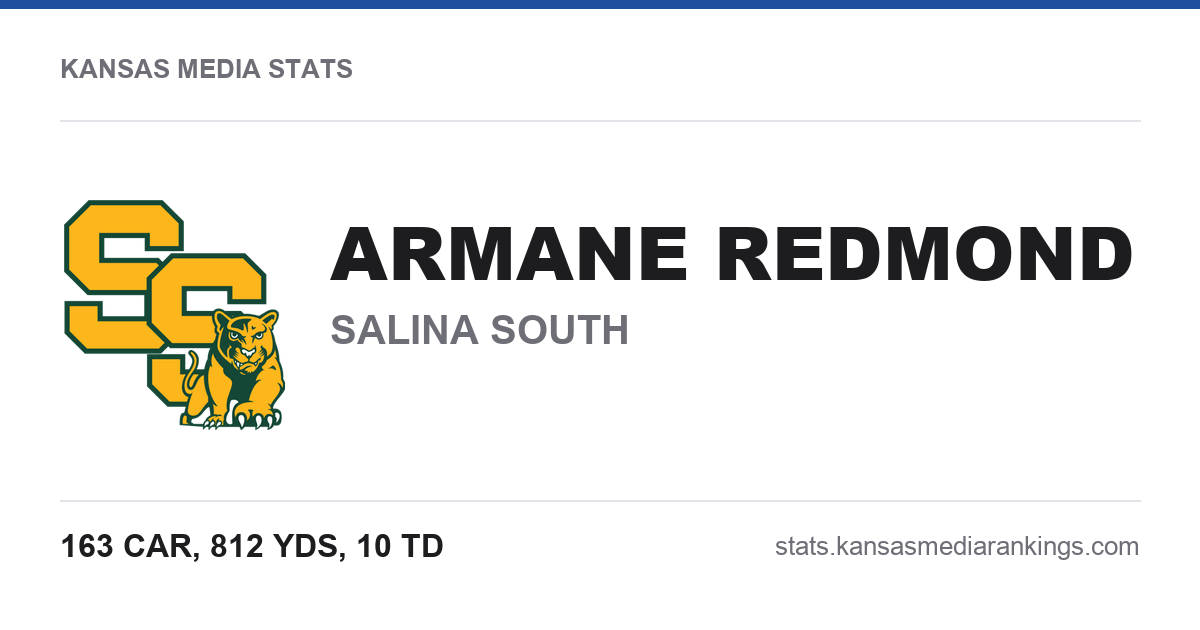 KANSAS MEDIA STATS
SS
ARMANE REDMOND
SALINA SOUTH
163 CAR, 812 YDS, 10 TD
stats.kansasmediarankings.com